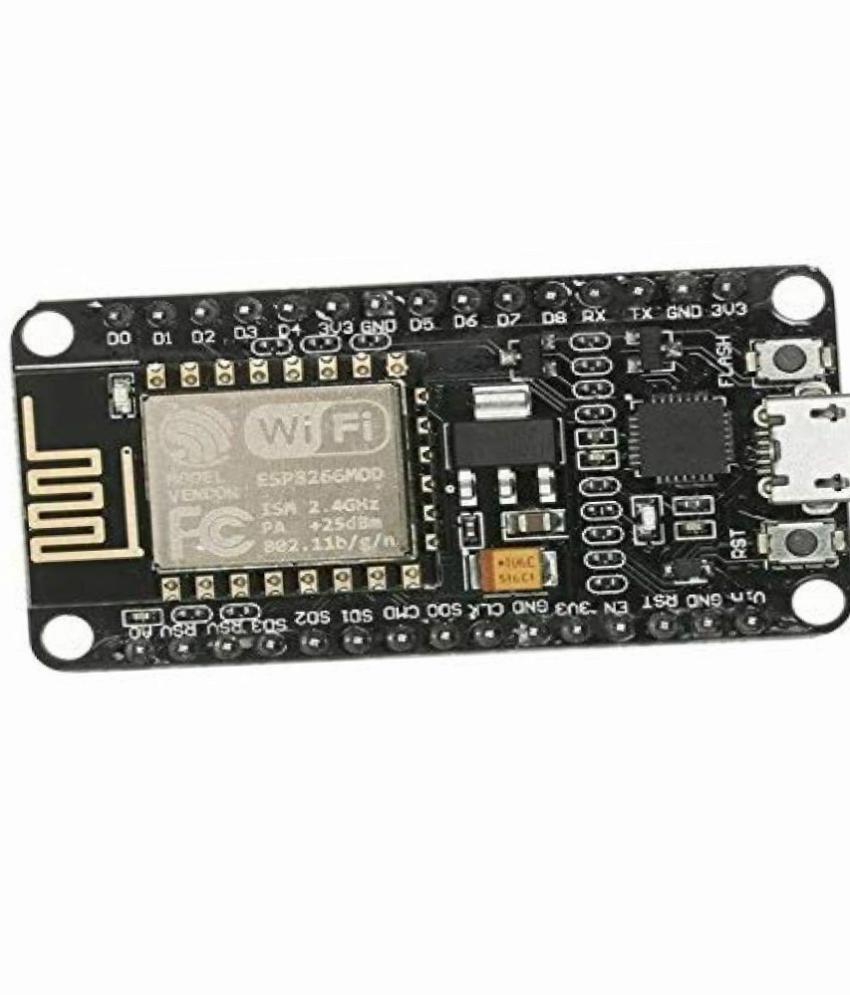 D0 D1 D2 D3 D4 3V3 GND D5 D6 D7 D8 RX TX GND 3V3
FLASH
WiFi
MODEL ESP8266MOD
VENDOR
ISM 2.4GHz
FC PA +25dBm
802.11b/g/n
RST
A0 RSV RSV SD3 SD2 SD1 CMD SD0 CLK GND 3V3 EN RST GND Vin